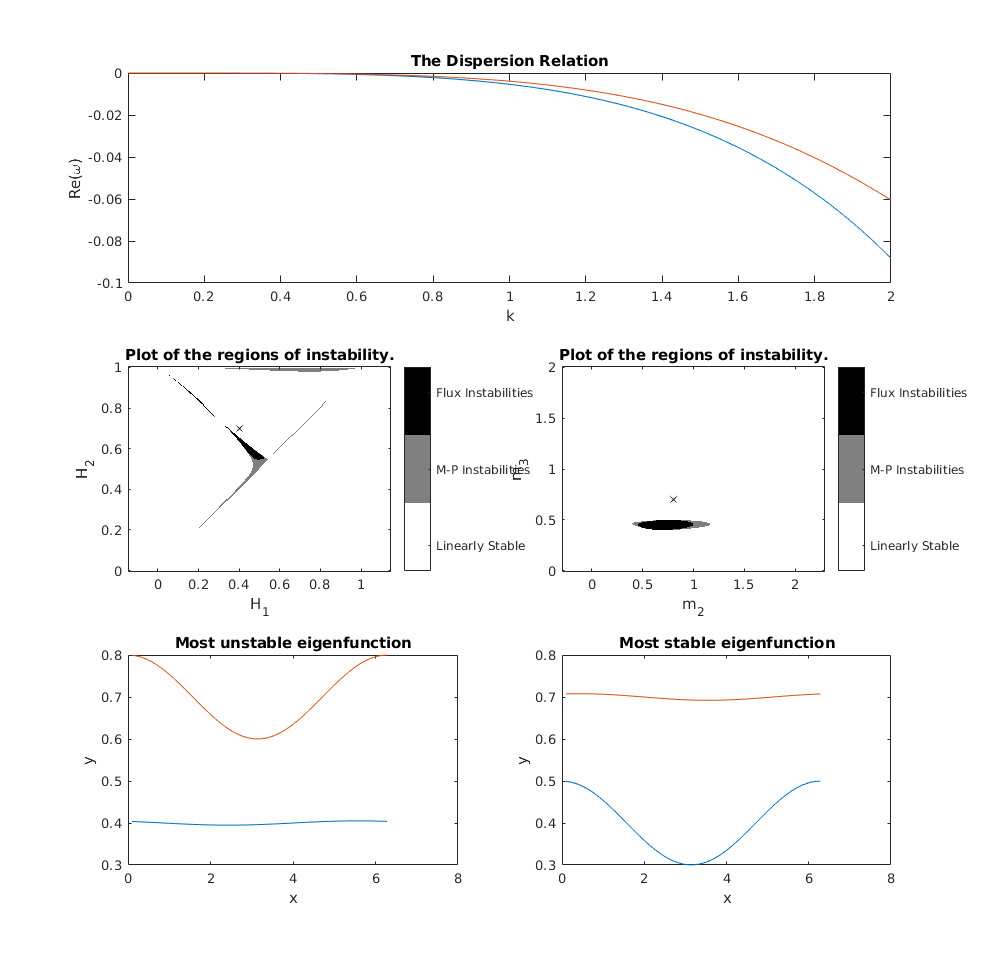 The Dispersion Relation
0
-0.02
-0.04
-0.06
-0.08
-0.1
Re(ω)
0 0.2 0.4 0.6 0.8 1 1.2 1.4 1.6 1.8 2
k
Plot of the regions of instability.
1
0.8
0.6
0.4
0.2
0
H2
0 0.2 0.4 0.6 0.8 1
H1
Flux Instabilities
M-P Instabilities
Linearly Stable
Plot of the regions of instability.
2
1.5
1
0.5
0
m3
0 0.5 1 1.5 2
m2
Flux Instabilities
M-P Instabilities
Linearly Stable
Most unstable eigenfunction
0.8
0.7
0.6
0.5
0.4
0.3
y
0 2 4 6 8
x
Most stable eigenfunction
0.8
0.7
0.6
0.5
0.4
0.3
y
0 2 4 6 8
x